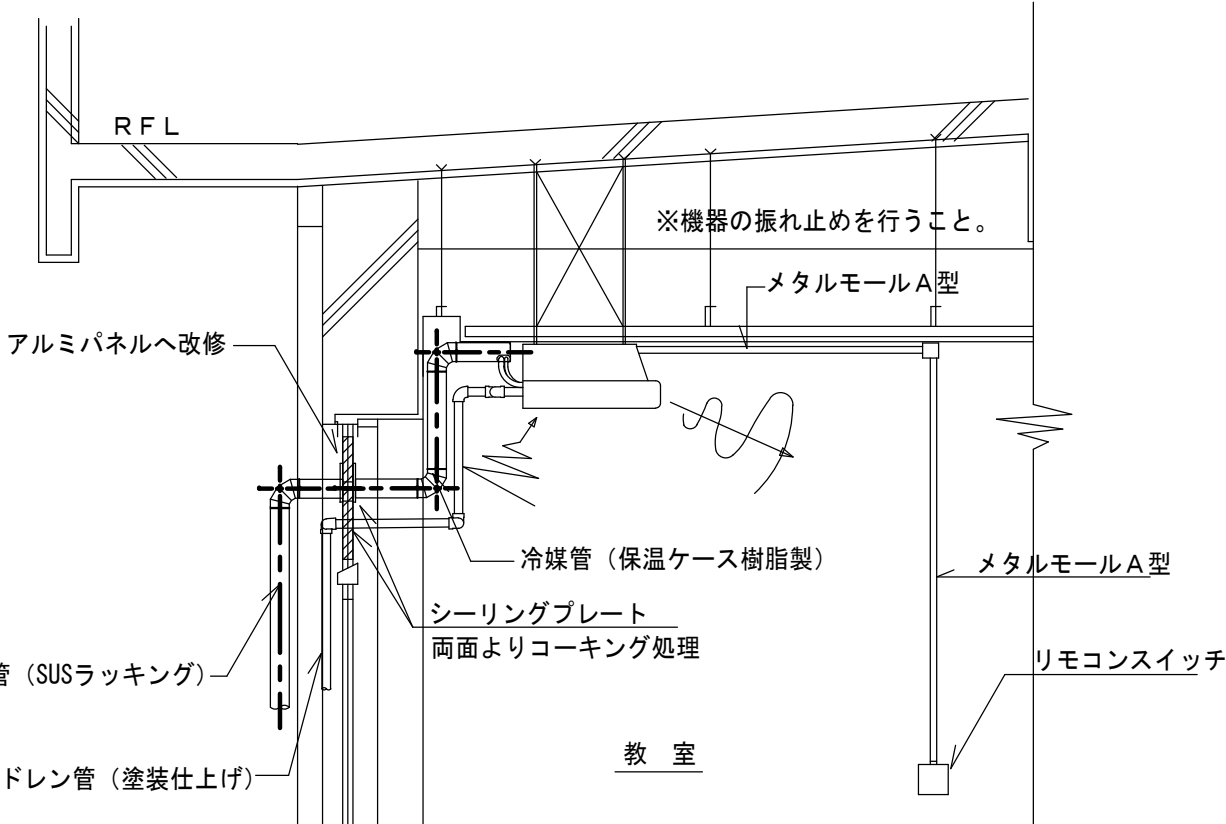 RFL
※機器の振れ止めを行うこと。
メタルモールA型
アルミパネルへ改修
冷媒管（保温ケース樹脂製）
メタルモールA型
シーリングプレート
両面よりコーキング処理
管（SUSラッキング）
リモコンスイッチ
教　室
ドレン管（塗装仕上げ）